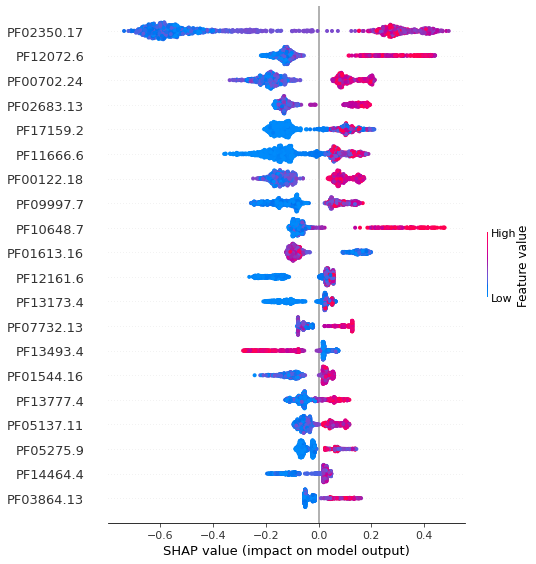 PF02350.17
PF12072.6
PF00702.24
PF02683.13
PF17159.2
PF11666.6
PF00122.18
PF09997.7
PF10648.7
PF01613.16
PF12161.6
PF13173.4
PF07732.13
PF13493.4
PF01544.16
PF13777.4
PF05137.11
PF05275.9
PF14464.4
PF03864.13
High
Low
Feature value
−0.6 −0.4 −0.2 0.0 0.2 0.4
SHAP value (impact on model output)